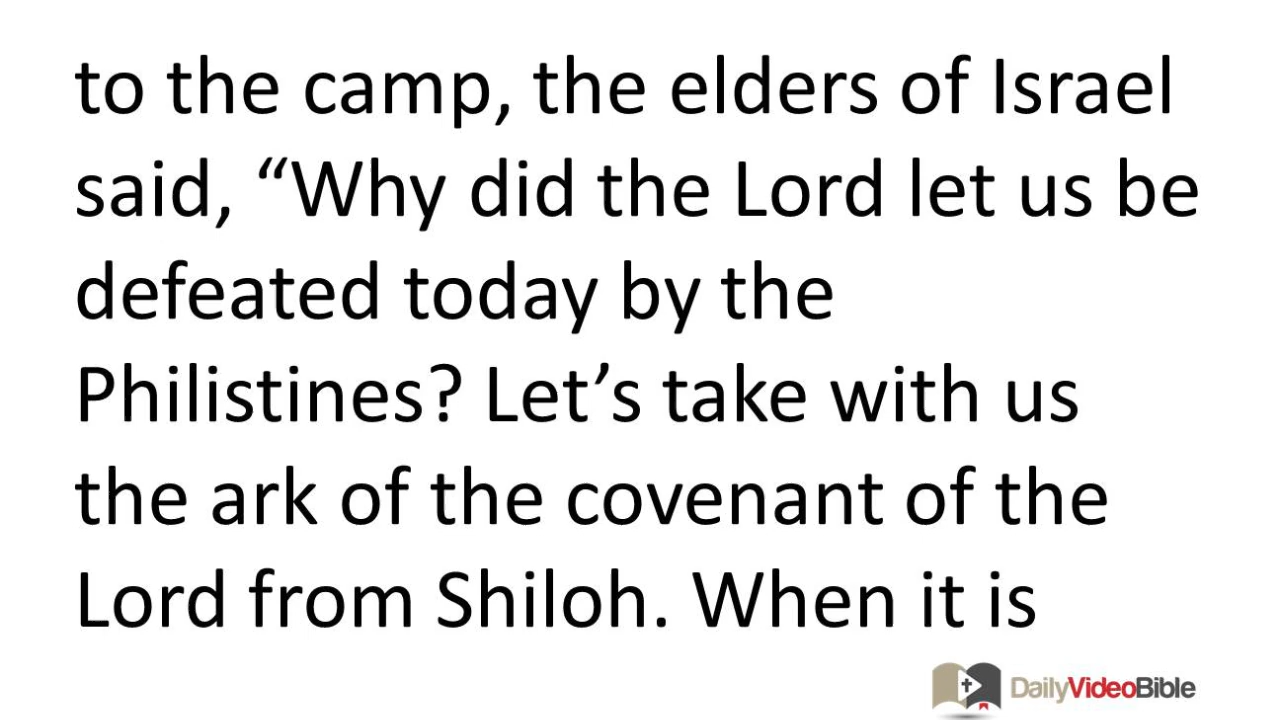 to the camp, the elders of Israel
said, “Why did the Lord let us be
defeated today by the
Philistines? Let’s take with us
the ark of the covenant of the
Lord from Shiloh. When it is
DailyVideoBible